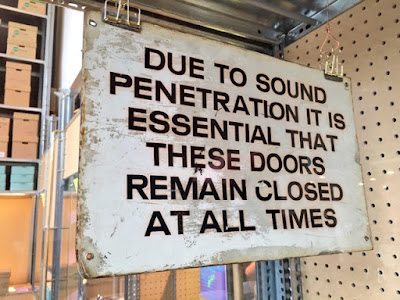 DUE TO SOUND
PENETRATION IT IS
ESSENTIAL THAT
THESE DOORS
REMAIN CLOSED
AT ALL TIMES